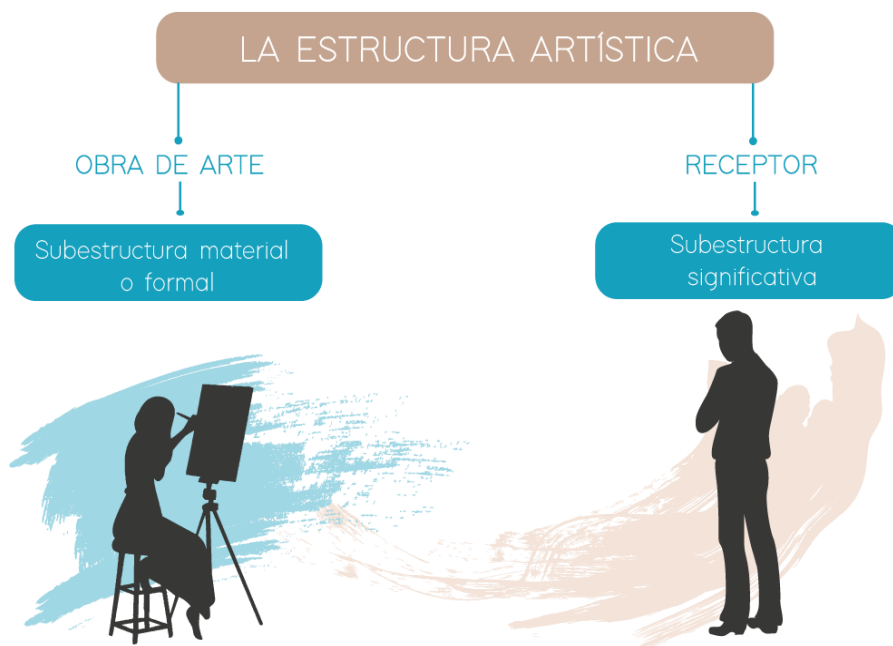 LA ESTRUCTURA ARTÍSTICA
OBRA DE ARTE
Subestructura material
o formal
RECEPTOR
Subestructura
significativa